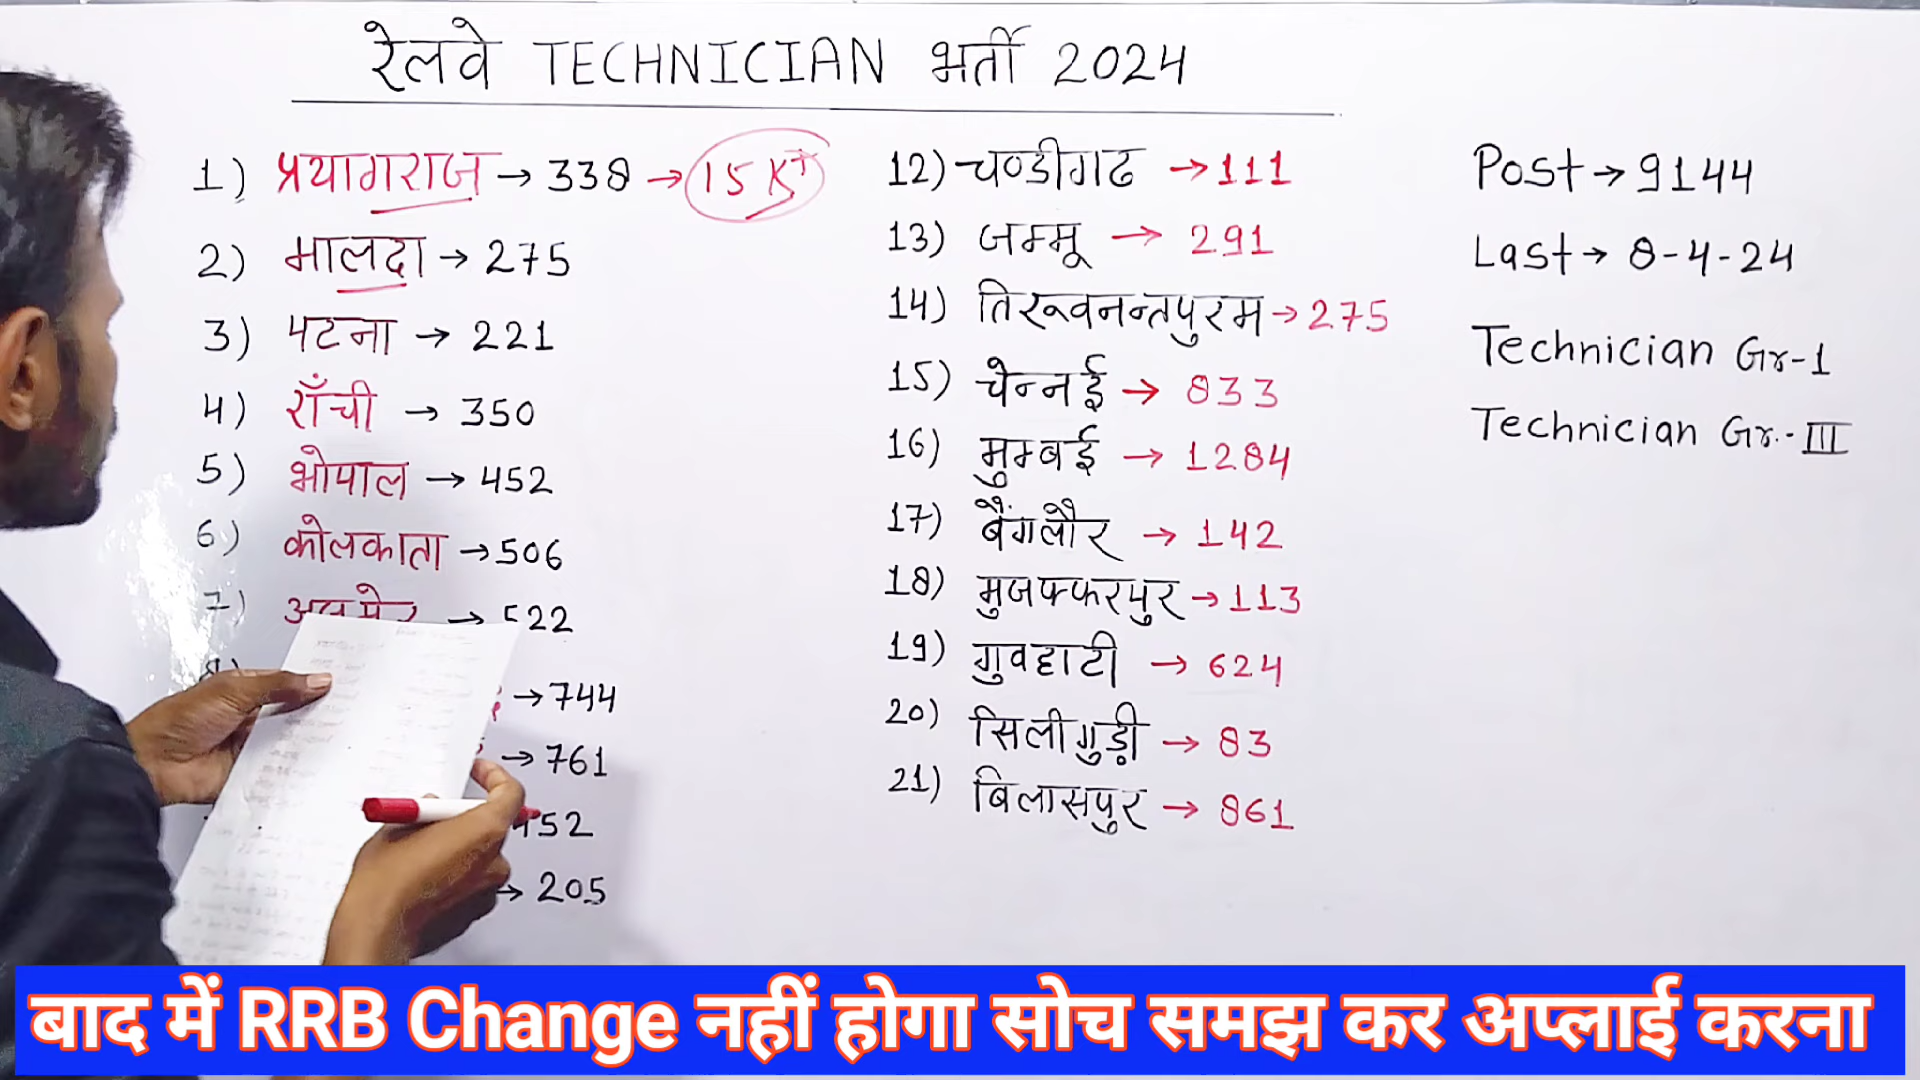 रेलवे TECHNICIAN भर्ती 2024
1) प्रयागराज → 338 → 15 K+
2) मालदा → 275
3) पटना → 221
4) राँची → 350
5) भोपाल → 452
6) कोलकाता → 506
7) अजमेर → 522
→ 744
→ 761
452
→ 205
12) चण्डीगढ → 111
13) जम्मू → 291
14) तिरूवनन्तपुरम → 275
15) चेन्नई → 833
16) मुम्बई → 1284
17) बैंगलौर → 142
18) मुजफ्फरपुर → 113
19) गुवहाटी → 624
20) सिलीगुड़ी → 83
21) बिलासपुर → 861
Post → 9144
Last → 8-4-24
Technician Gr-1
Technician Gr.-III
बाद में RRB Change नहीं होगा सोच समझ कर अप्लाई करना